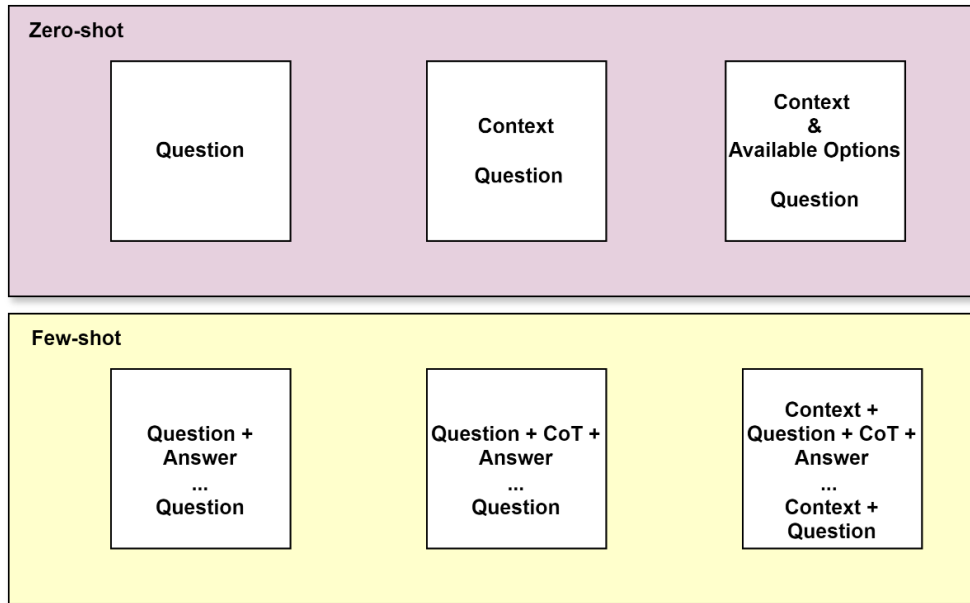 Zero-shot
Question
Context
Question
Context
&
Available Options
Question
Few-shot
Question +
Answer
...
Question
Question + CoT +
Answer
...
Question
Context +
Question + CoT +
Answer
...
Context +
Question